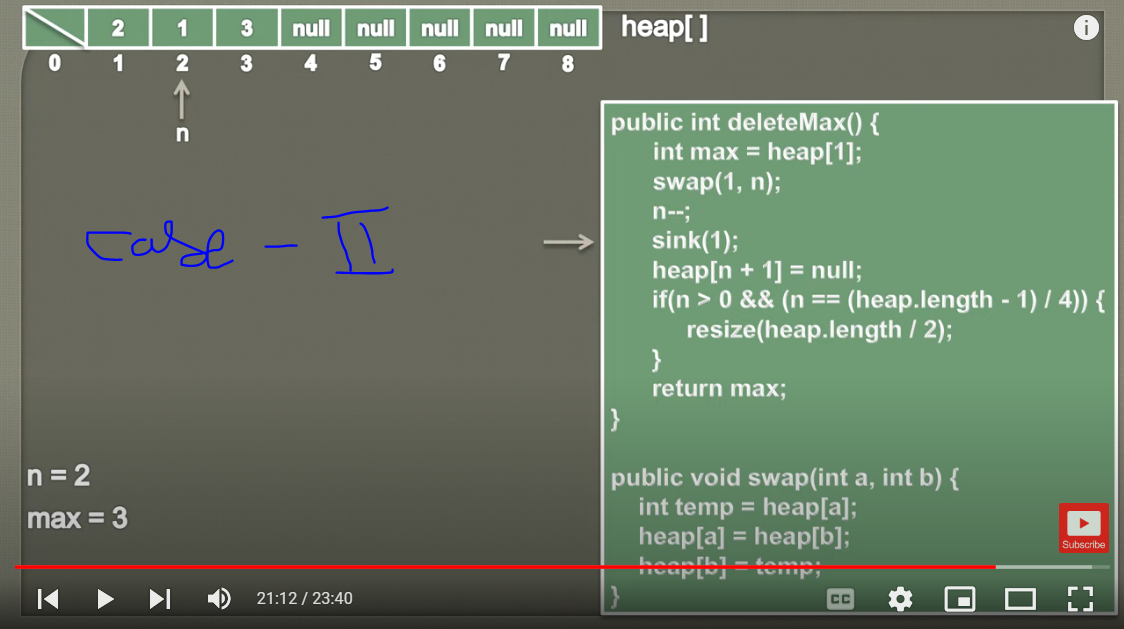 2 1 3 null null null null null heap[ ]
0 1 2 3 4 5 6 7 8
n
case - II
public int deleteMax() {
int max = heap[1];
swap(1, n);
n--;
sink(1);
heap[n + 1] = null;
if(n > 0 && (n == (heap.length - 1) / 4)) {
resize(heap.length / 2);
}
return max;
}
n = 2
max = 3
public void swap(int a, int b) {
int temp = heap[a];
heap[a] = heap[b];
heap[b] = temp;
}
Subscribe
21:12 / 23:40
CC